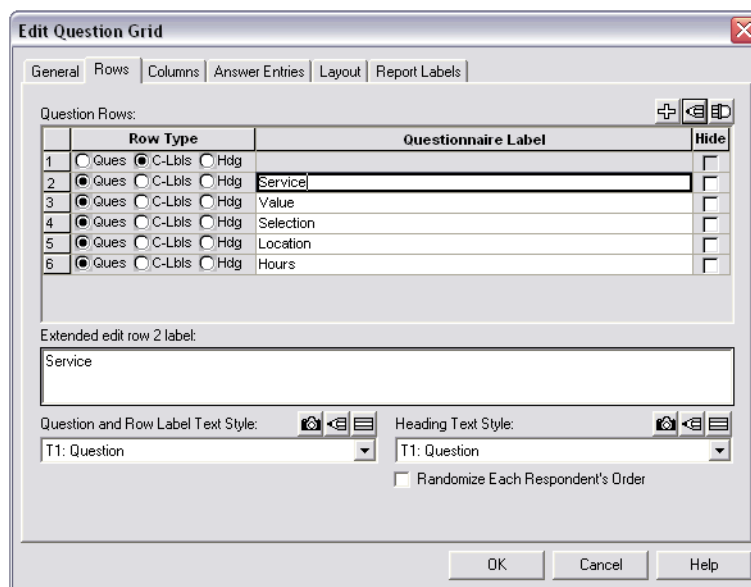 Edit Question Grid
General Rows Columns Answer Entries Layout Report Labels
Question Rows:
Row Type Questionnaire Label Hide
1 Ques C-Lbls Hdg
2 Ques C-Lbls Hdg Service
3 Ques C-Lbls Hdg Value
4 Ques C-Lbls Hdg Selection
5 Ques C-Lbls Hdg Location
6 Ques C-Lbls Hdg Hours
Extended edit row 2 label:
Service
Question and Row Label Text Style: Heading Text Style:
T1: Question T1: Question
Randomize Each Respondent's Order
OK Cancel Help